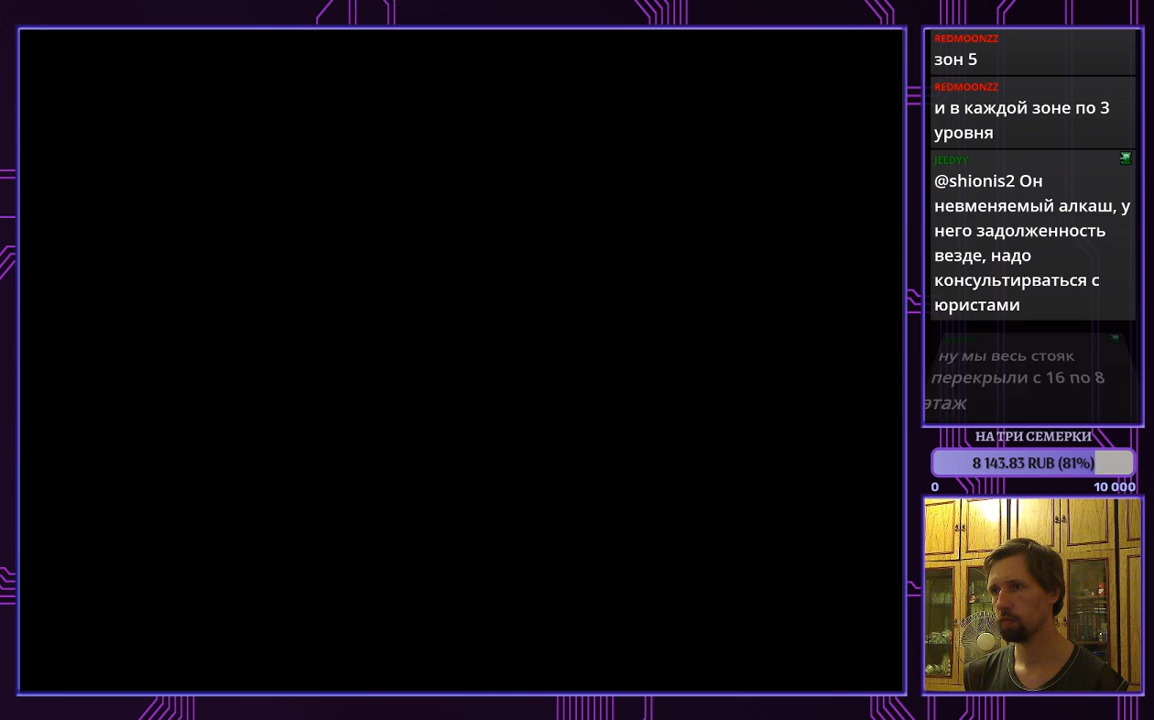 REDMOONZZ
зон 5
REDMOONZZ
и в каждой зоне по 3
уровня
JEEDYY
@shionis2 Он
невменяемый алкаш, у
него задолженность
везде, надо
консультирваться с
юристами
ну мы весь стояк
перекрыли с 16 по 8
этаж
НА ТРИ СЕМЕРКИ
8 143.83 RUB (81%)
0
10 000